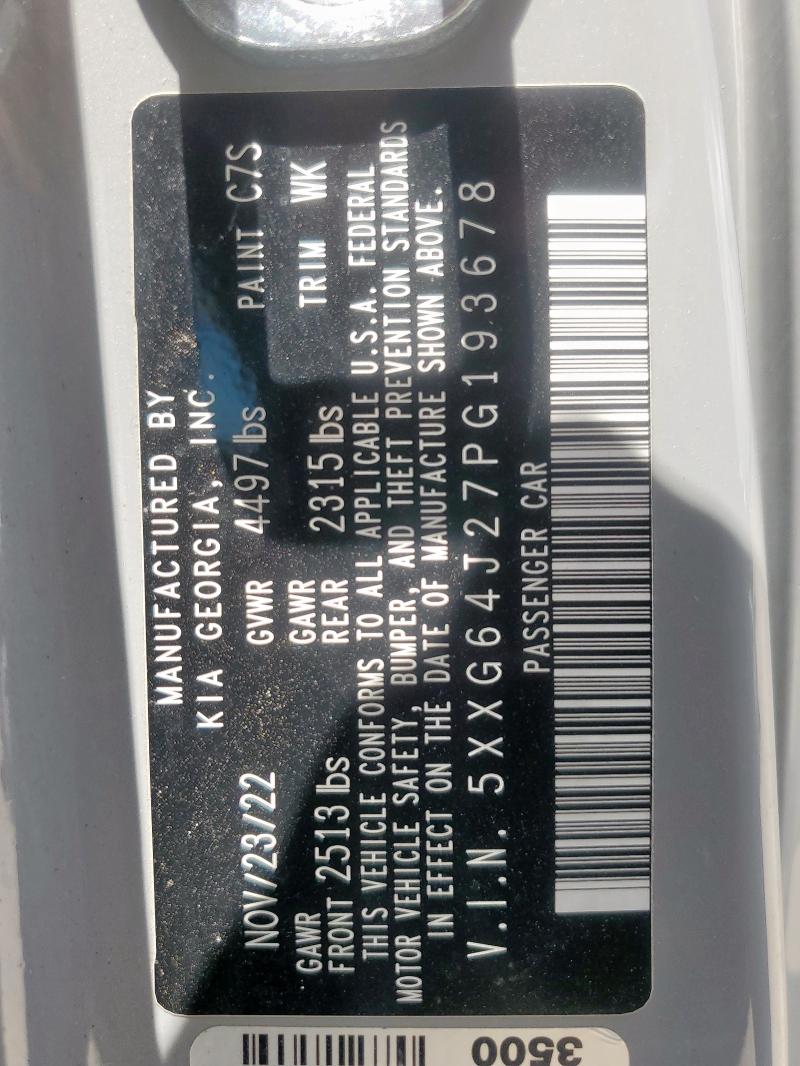 MANUFACTURED BY
KIA GEORGIA, INC.
NOV/23/22 GVWR 4497 lbs PAINT C7S
GAWR FRONT 2513 lbs GAWR REAR 2315 lbs TRIM WK
THIS VEHICLE CONFORMS TO ALL APPLICABLE U.S.A. FEDERAL
MOTOR VEHICLE SAFETY, BUMPER, AND THEFT PREVENTION STANDARDS
IN EFFECT ON THE DATE OF MANUFACTURE SHOWN ABOVE.
V.I.N. 5XXG64J27PG193678
PASSENGER CAR
3500